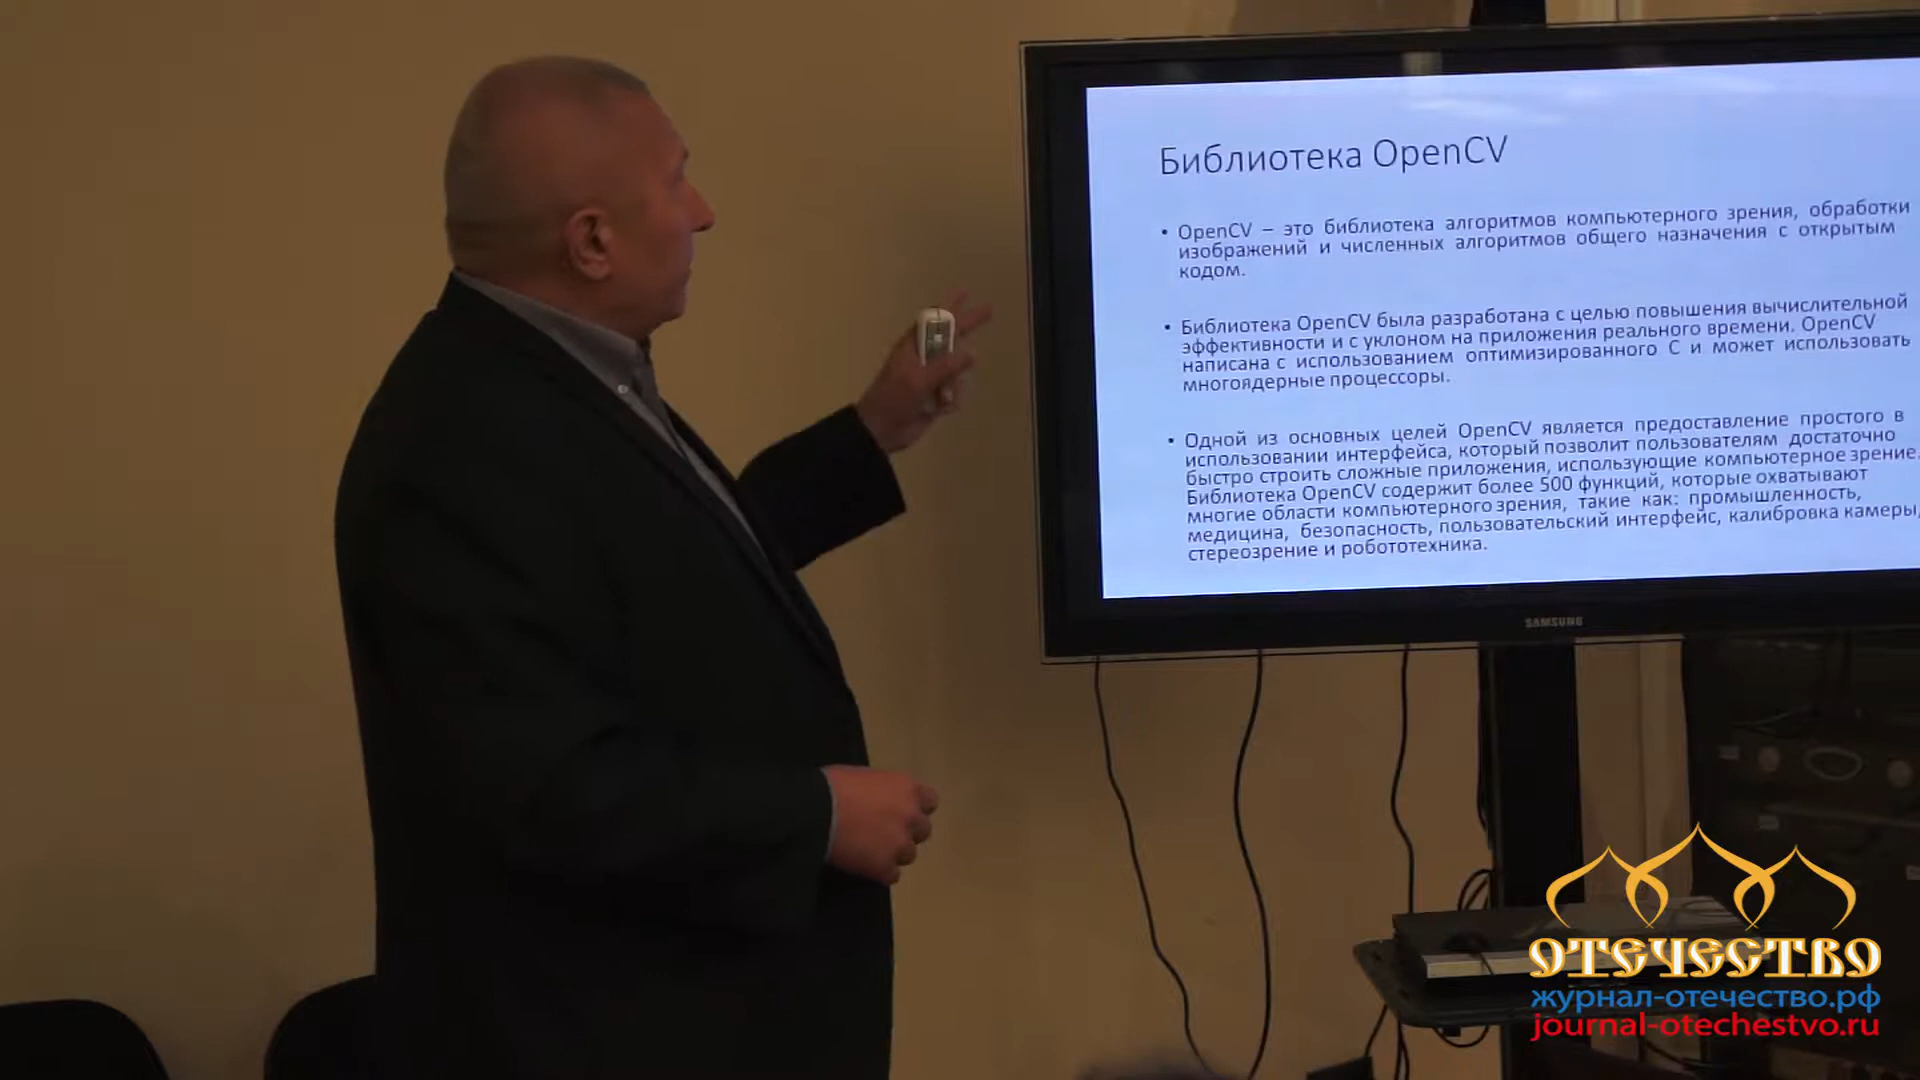 Библиотека OpenCV
• OpenCV – это библиотека алгоритмов компьютерного зрения, обработки
изображений и численных алгоритмов общего назначения с открытым
кодом.
• Библиотека OpenCV была разработана с целью повышения вычислительной
эффективности и с уклоном на приложения реального времени. OpenCV
написана с использованием оптимизированного C и может использовать
многоядерные процессоры.
• Одной из основных целей OpenCV является предоставление простого в
использовании интерфейса, который позволит пользователям достаточно
быстро строить сложные приложения, использующие компьютерное зрение.
Библиотека OpenCV содержит более 500 функций, которые охватывают
многие области компьютерного зрения, такие как: промышленность,
медицина, безопасность, пользовательский интерфейс, калибровка камеры,
стереозрение и робототехника.
SAMSUNG
ОТЕЧЕСТВО
журнал-отечество.рф
journal-otechestvo.ru